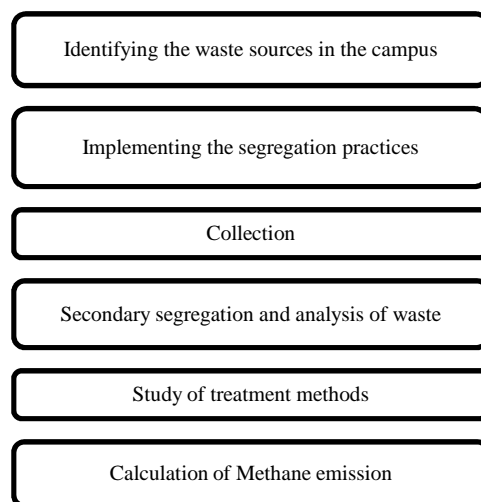 Identifying the waste sources in the campus
Implementing the segregation practices
Collection
Secondary segregation and analysis of waste
Study of treatment methods
Calculation of Methane emission